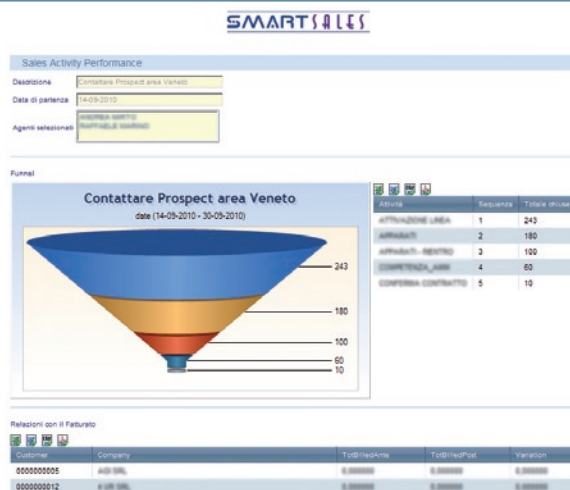 SMARTSALES
Sales Activity Performance
Descrizione Contattare Prospect area Veneto
Data di partenza 14-09-2010
Agenti selezionati
Funnel
Contattare Prospect area Veneto
date (14-09-2010 - 30-09-2010)
243
180
100
60
10
Attività Sequenza Totale chiuse
1 243
2 180
3 100
4 60
5 10
Relazioni con il Fatturato
Customer Company TotBilledAnte TotBilledPost Variation
0000000005
0000000012